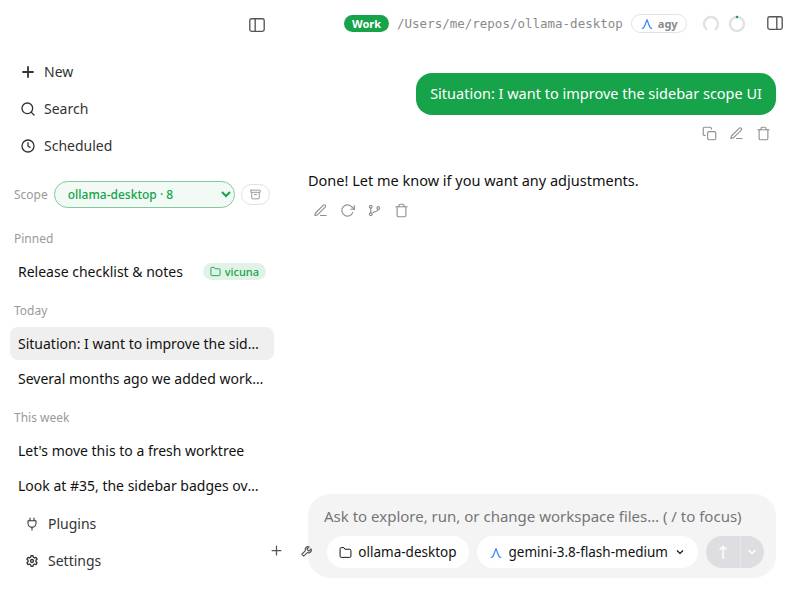 Work /Users/me/repos/ollama-desktop agy
New
Search
Scheduled
Scope ollama-desktop · 8
Pinned
Release checklist & notes vicuna
Today
Situation: I want to improve the sid...
Several months ago we added work...
This week
Let's move this to a fresh worktree
Look at #35, the sidebar badges ov...
Plugins
Settings
Situation: I want to improve the sidebar scope UI
Done! Let me know if you want any adjustments.
Ask to explore, run, or change workspace files... ( / to focus)
ollama-desktop gemini-3.8-flash-medium